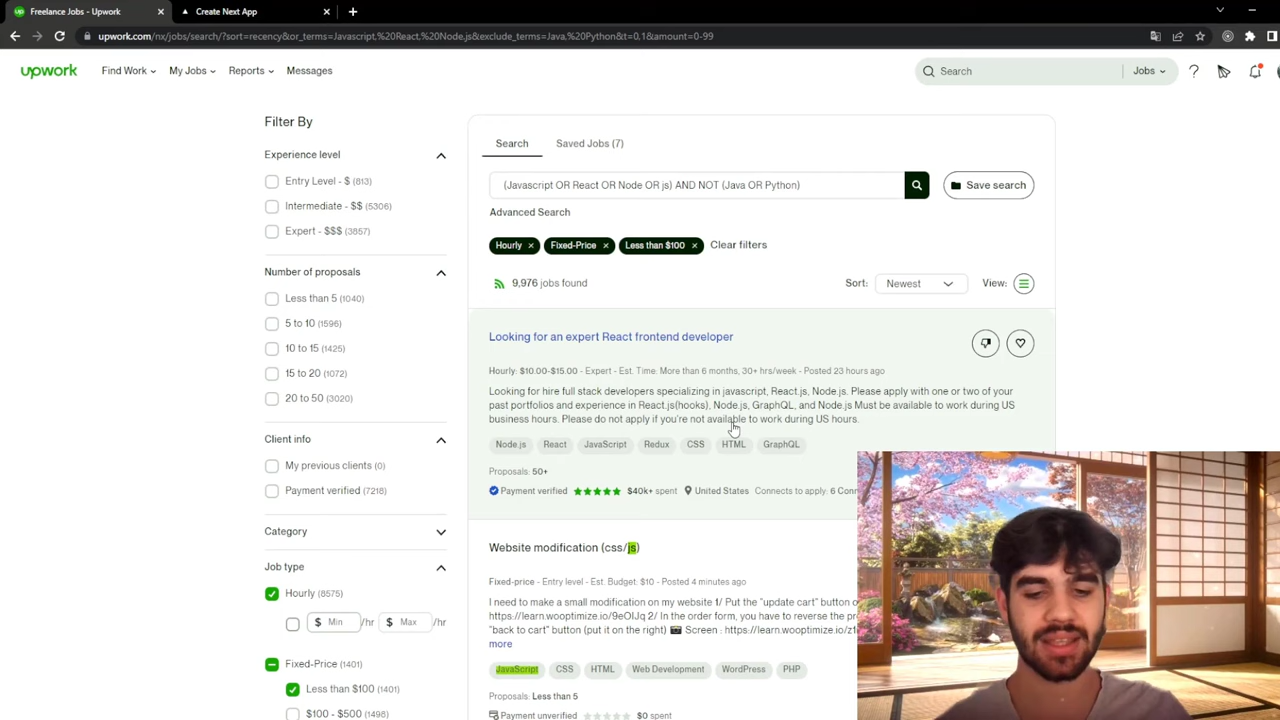 Freelance Jobs - Upwork
Create Next App
upwork.com/nx/jobs/search/?sort=recency&or_terms=Javascript,%20React,%20Node,js&exclude_terms=Java,%20Python&t=0,1&amount=0-99
upwork
Find Work
My Jobs
Reports
Messages
Search
Jobs
?
Filter By
Experience level
Entry Level - $ (813)
Intermediate - $$ (5306)
Expert - $$$ (3857)
Number of proposals
Less than 5 (1040)
5 to 10 (1596)
10 to 15 (1425)
15 to 20 (1072)
20 to 50 (3020)
Client info
My previous clients (0)
Payment verified (7218)
Category
Job type
Hourly (8575)
$ Min /hr $ Max /hr
Fixed-Price (1401)
Less than $100 (1401)
$100 - $500 (1498)
Search Saved Jobs (7)
(Javascript OR React OR Node OR js) AND NOT (Java OR Python)
Save search
Advanced Search
Hourly × Fixed-Price × Less than $100 × Clear filters
9,976 jobs found
Sort: Newest View:
Looking for an expert React frontend developer
Hourly: $10.00-$15.00 - Expert - Est. Time. More than 6 months, 30+ hrs/week - Posted 23 hours ago
Looking for hire full stack developers specializing in javascript, React.js, Node.js. Please apply with one or two of your
past portfolios and experience in React.js(hooks), Node.js, GraphQL, and Node.js Must be available to work during US
business hours. Please do not apply if you're not available to work during US hours.
Node.js React JavaScript Redux CSS HTML GraphQL
Proposals: 50+
Payment verified $40k+ spent United States Connects to apply: 6 Conn
Website modification (css/js)
Fixed-price - Entry level - Est. Budget: $10 - Posted 4 minutes ago
I need to make a small modification on my website 1/ Put the "update cart" button o
https://learn.wooptimize.io/9eOIJq 2/ In the order form, you have to reverse the pr
"back to cart" button (put it on the right) 📷 Screen : https://learn.wooptimize.io/z1
more
JavaScript CSS HTML Web Development WordPress PHP
Proposals: Less than 5
Payment unverified $0 spent